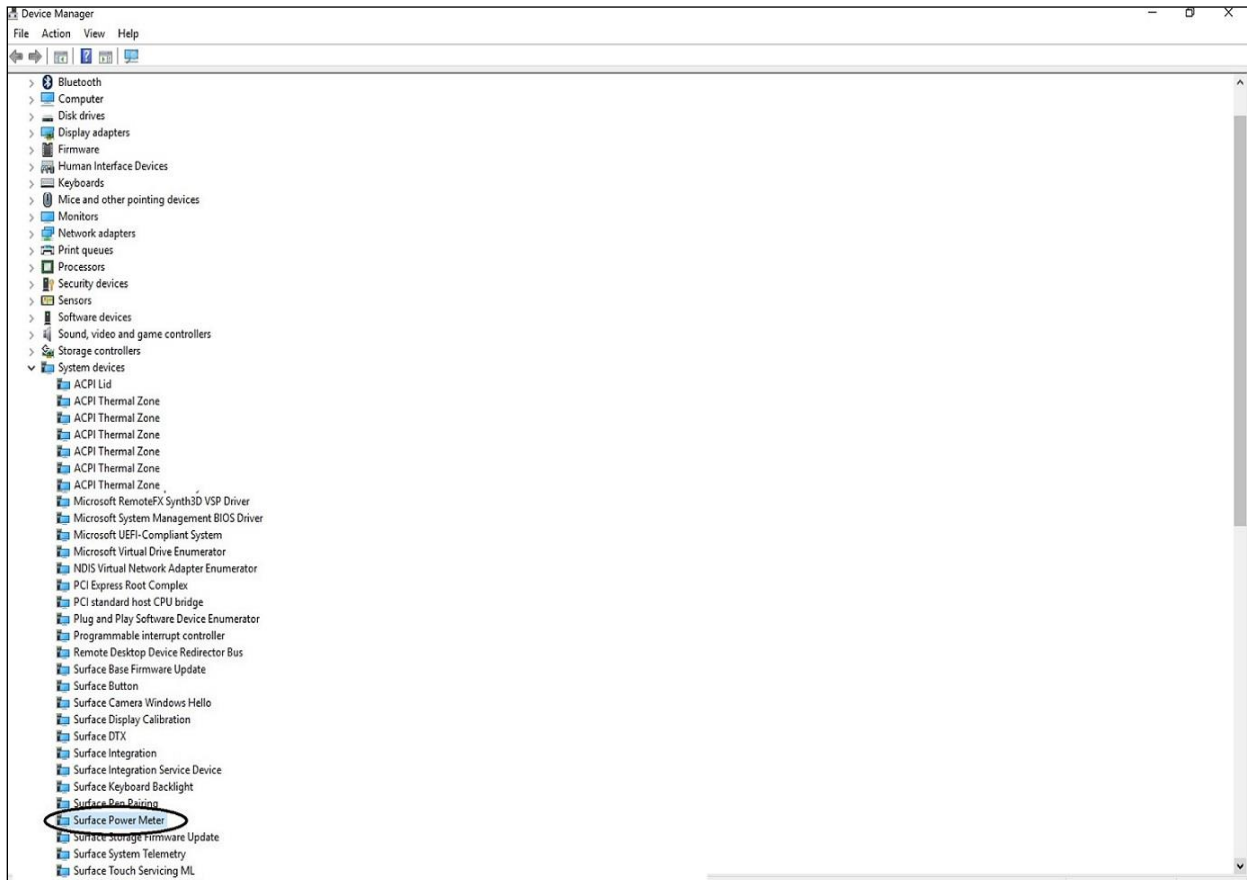 Device Manager
File Action View Help
Bluetooth
Computer
Disk drives
Display adapters
Firmware
Human Interface Devices
Keyboards
Mice and other pointing devices
Monitors
Network adapters
Print queues
Processors
Security devices
Sensors
Software devices
Sound, video and game controllers
Storage controllers
System devices
ACPI Lid
ACPI Thermal Zone
ACPI Thermal Zone
ACPI Thermal Zone
ACPI Thermal Zone
ACPI Thermal Zone
ACPI Thermal Zone
Microsoft RemoteFX Synth3D VSP Driver
Microsoft System Management BIOS Driver
Microsoft UEFI-Compliant System
Microsoft Virtual Drive Enumerator
NDIS Virtual Network Adapter Enumerator
PCI Express Root Complex
PCI standard host CPU bridge
Plug and Play Software Device Enumerator
Programmable interrupt controller
Remote Desktop Device Redirector Bus
Surface Base Firmware Update
Surface Button
Surface Camera Windows Hello
Surface Display Calibration
Surface DTX
Surface Integration
Surface Integration Service Device
Surface Keyboard Backlight
Surface Pen Pairing
Surface Power Meter
Surface Storage Firmware Update
Surface System Telemetry
Surface Touch Servicing ML